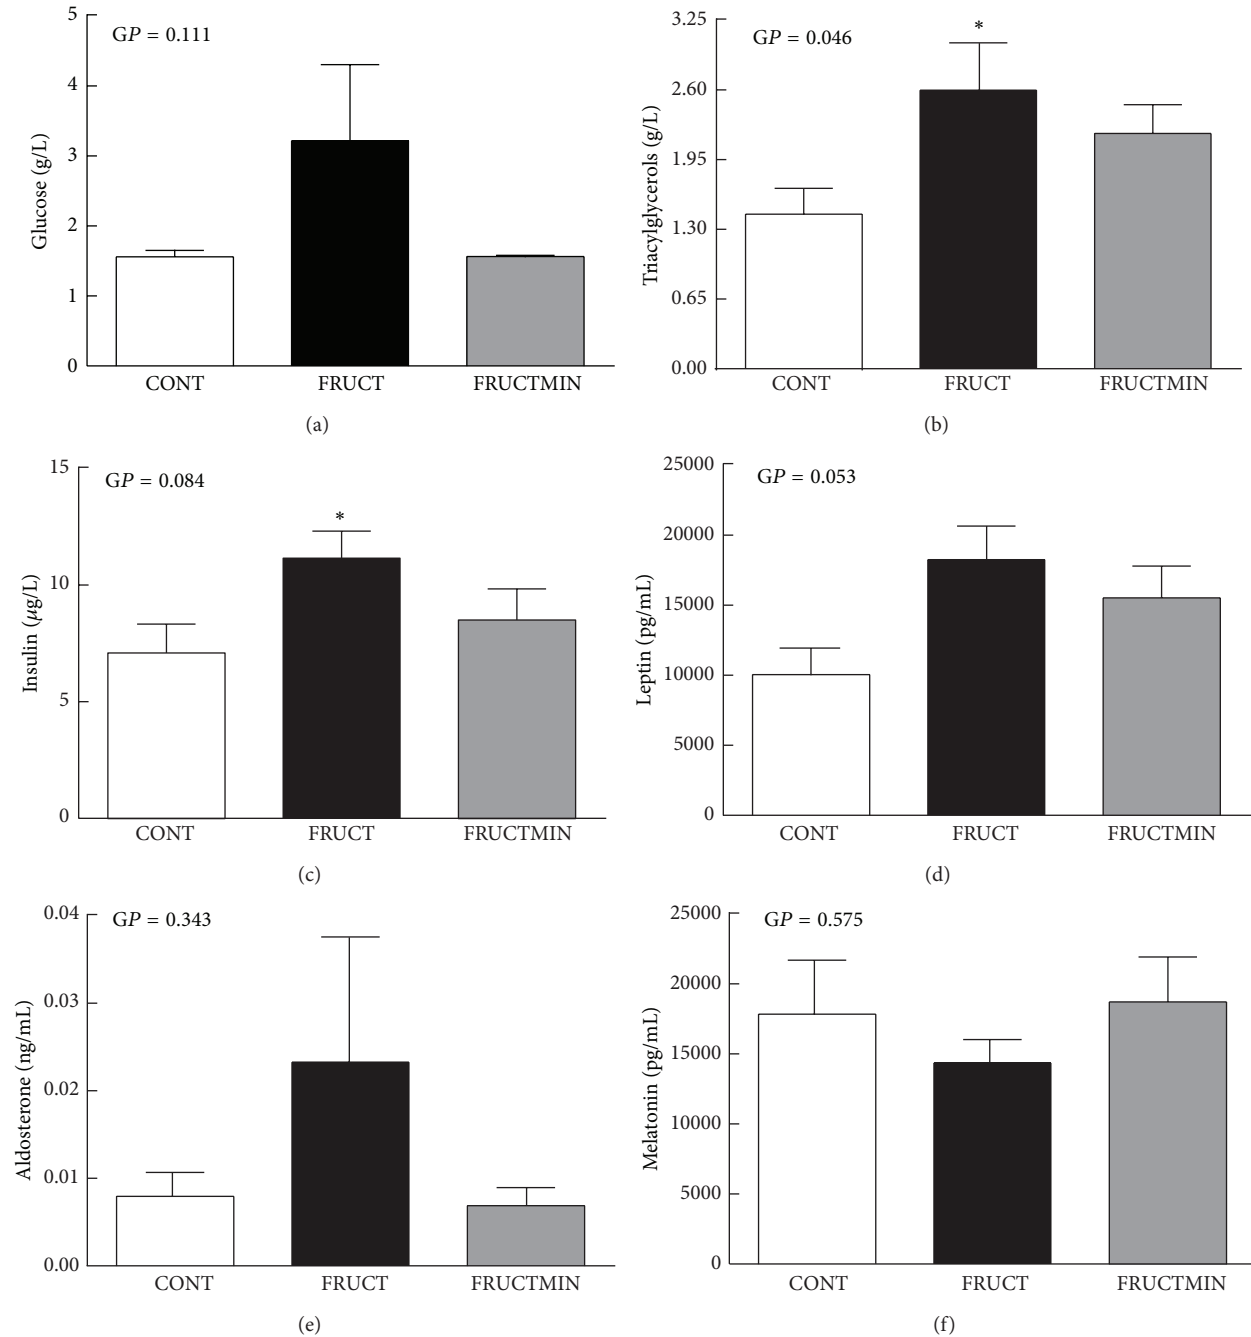 GP = 0.111
Glucose (g/L)
5
4
3
2
1
0
CONT FRUCT FRUCTMIN
(a)
GP = 0.046
*
Triacylglycerols (g/L)
3.25
2.60
1.95
1.30
0.65
0.00
CONT FRUCT FRUCTMIN
(b)
GP = 0.084
*
Insulin (μg/L)
15
10
5
0
CONT FRUCT FRUCTMIN
(c)
GP = 0.053
Leptin (pg/mL)
25000
20000
15000
10000
5000
0
CONT FRUCT FRUCTMIN
(d)
GP = 0.343
Aldosterone (ng/mL)
0.04
0.03
0.02
0.01
0.00
CONT FRUCT FRUCTMIN
(e)
GP = 0.575
Melatonin (pg/mL)
25000
20000
15000
10000
5000
0
CONT FRUCT FRUCTMIN
(f)